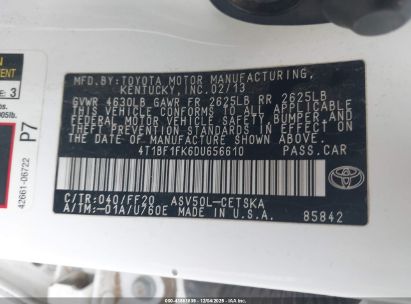 MFD.BY:TOYOTA MOTOR MANUFACTURING,
KENTUCKY, INC. 02/13
GVWR 4630LB GAWR FR 2625LB RR 2625LB
THIS VEHICLE CONFORMS TO ALL APPLICABLE
FEDERAL MOTOR VEHICLE SAFETY, BUMPER, AND
THEFT PREVENTION STANDARDS IN EFFECT ON
THE DATE OF MANUFACTURE SHOWN ABOVE.
4T1BF1FK6DU656610 PASS.CAR
C/TR:040/FF20 ASV50L-CETSKA
A/TM:-01A/U760E MADE IN U.S.A. 85842
TOYOTA
P7
42661-06722
3